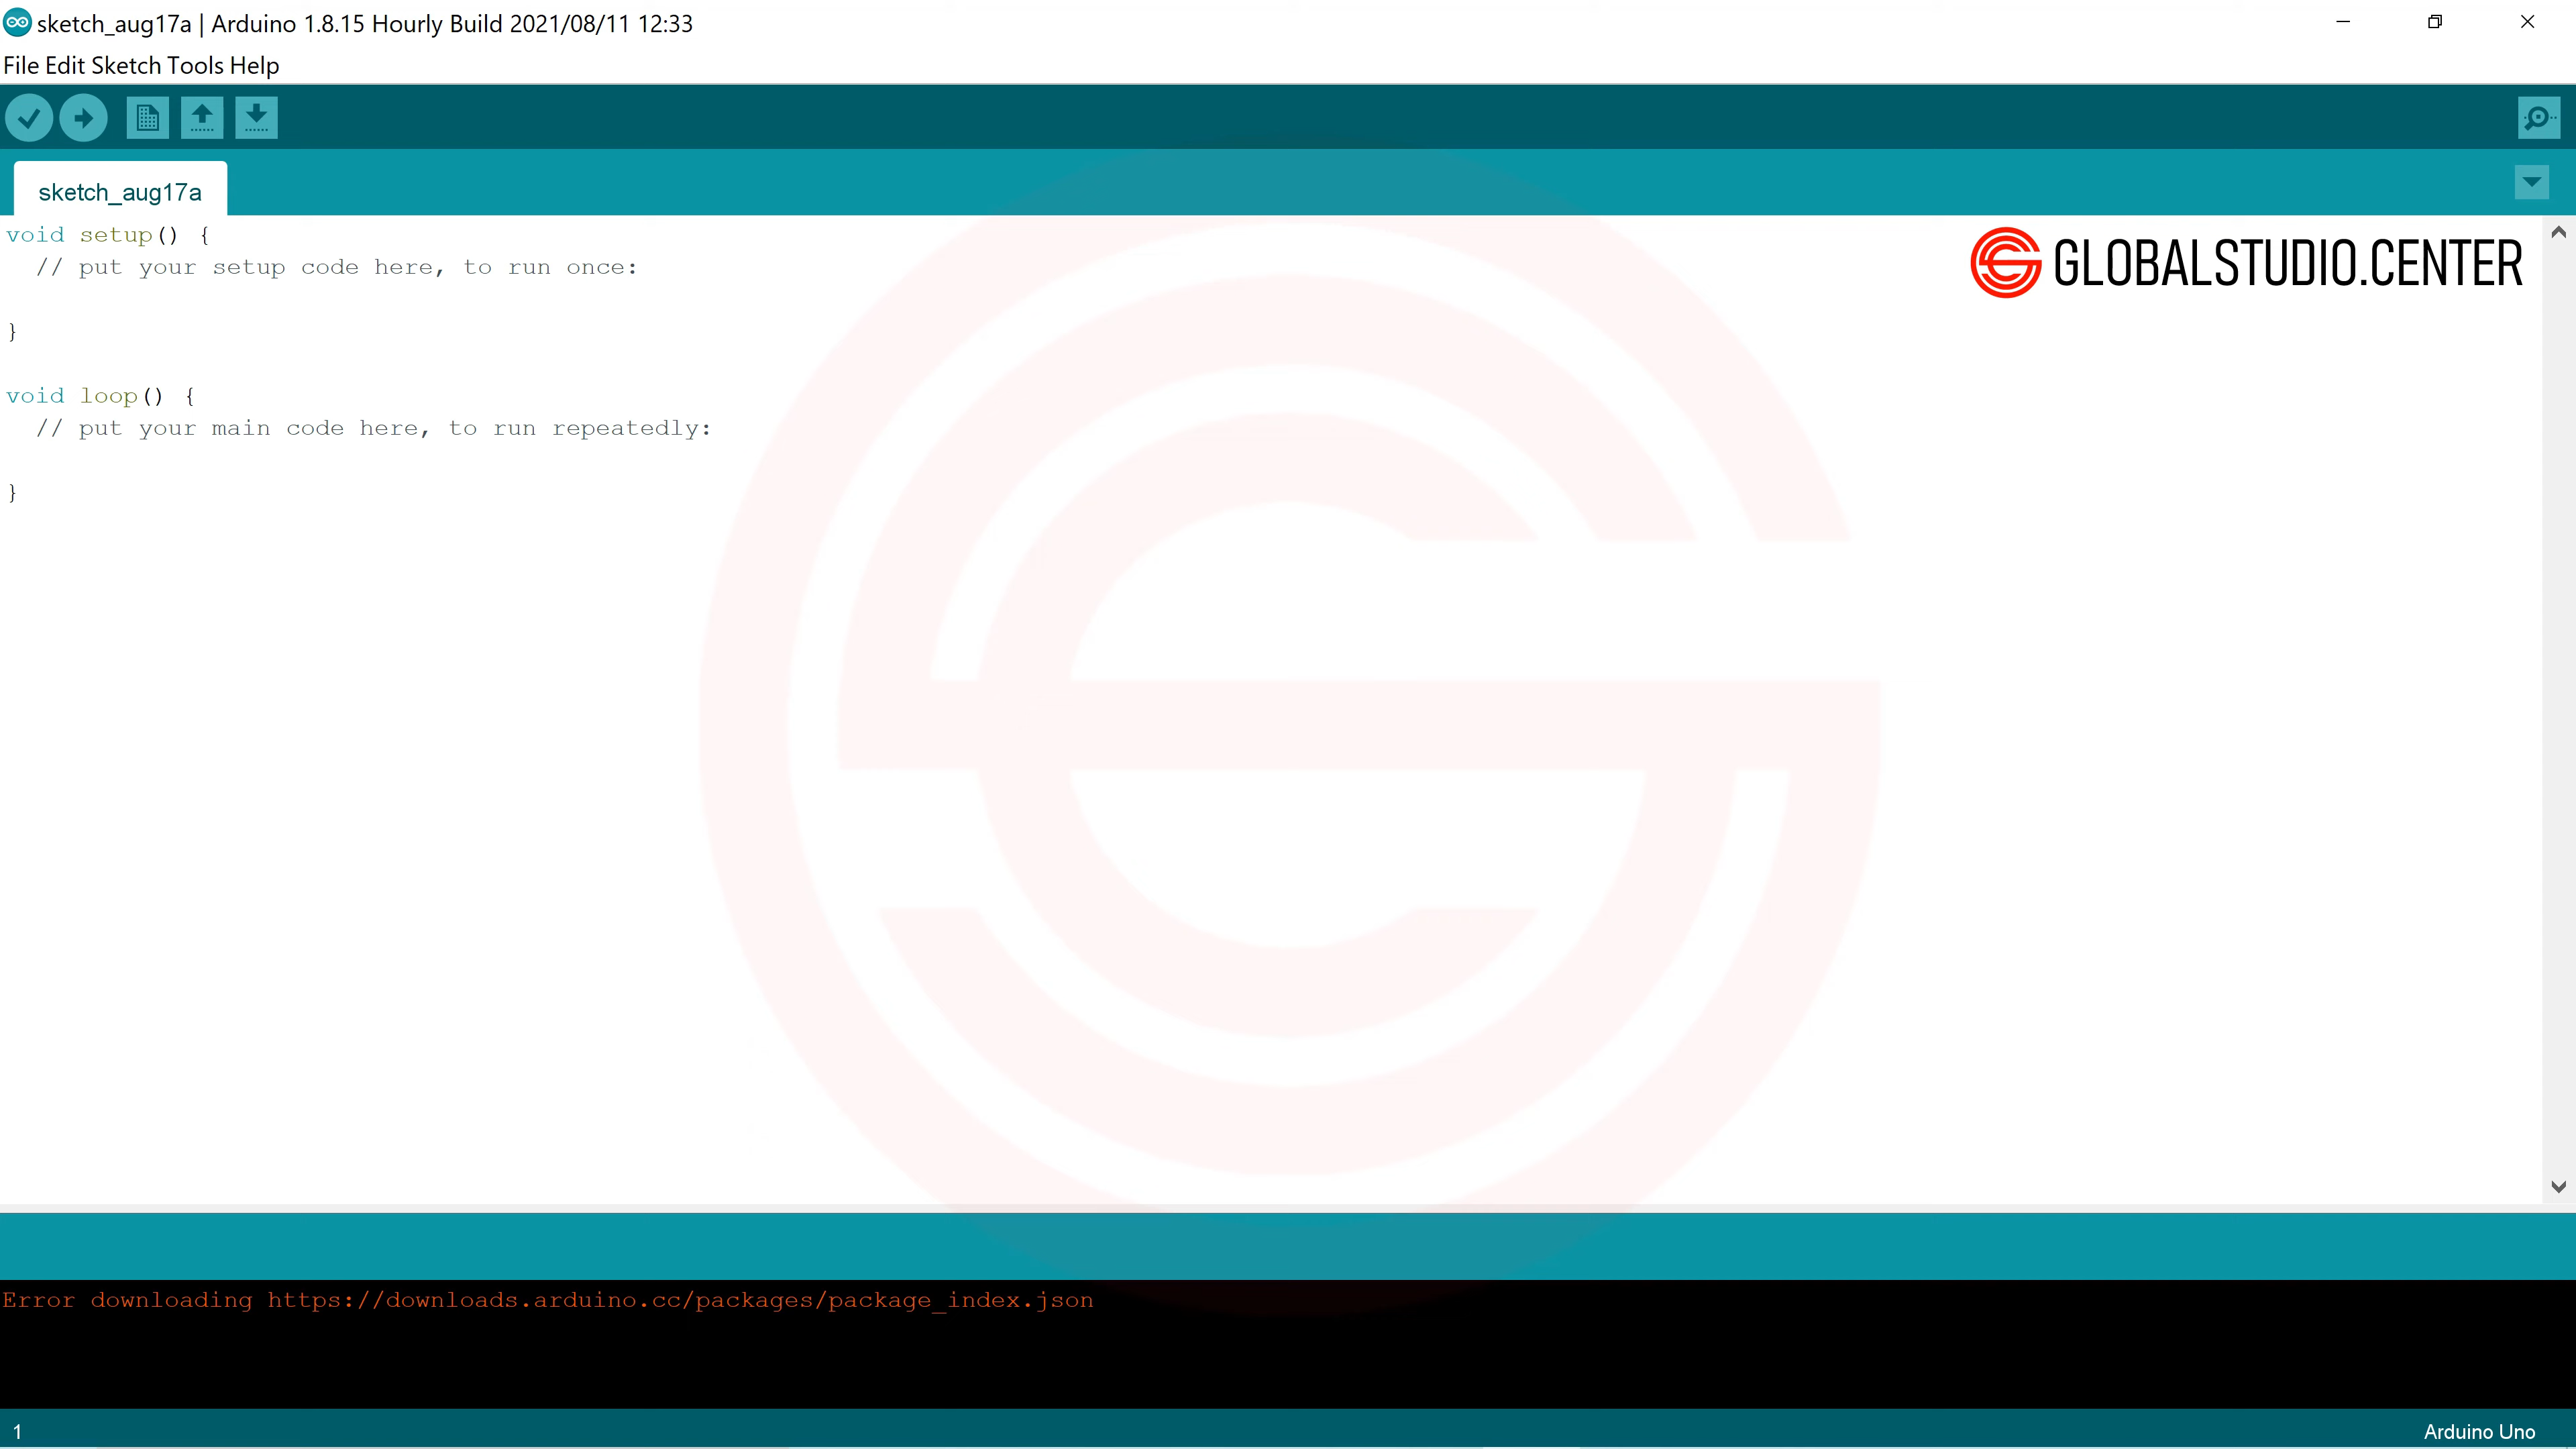 sketch_aug17a | Arduino 1.8.15 Hourly Build 2021/08/11 12:33
File Edit Sketch Tools Help
sketch_aug17a
void setup() {
// put your setup code here, to run once:
}
void loop() {
// put your main code here, to run repeatedly:
}
GLOBALSTUDIO.CENTER
Error downloading https://downloads.arduino.cc/packages/package_index.json
1
Arduino Uno